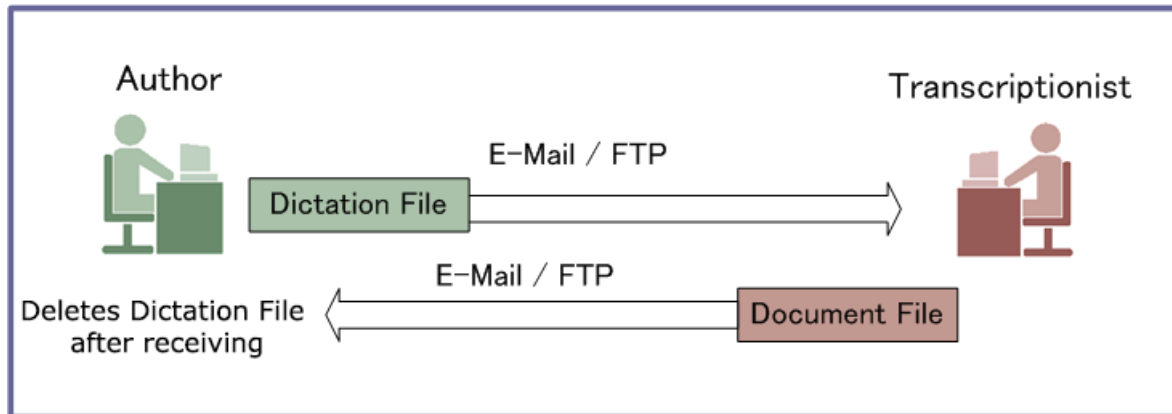 Author
Transcriptionist
E-Mail / FTP
Dictation File
E-Mail / FTP
Deletes Dictation File
after receiving
Document File